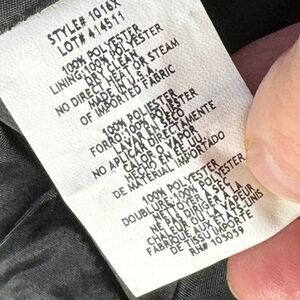 STYLE# 1016X
LOT# 414511
100% POLYESTER
LINING 100% POLYESTER
DRY CLEAN
NO DIRECT HEAT OR STEAM
MADE IN U.S.A.
OF IMPORTED FABRIC
100% POLIESTER
FORRO 100% POLIESTER
LAVAR EN SECO
NO APLICAR DIRECTAMENTE
CALOR O VAPOR
HECHO EN EE.UU.
DE MATERIAL IMPORTADO
100% POLYESTER
DOUBLURE 100% POLYESTER
NETTOYER A SEC
NE PAS DIRIGER LA
CHALEUR OU LA VAPEUR
FABRIQUE AUX ETATS UNIS
DE TISSU IMPORTE
RN# 105039